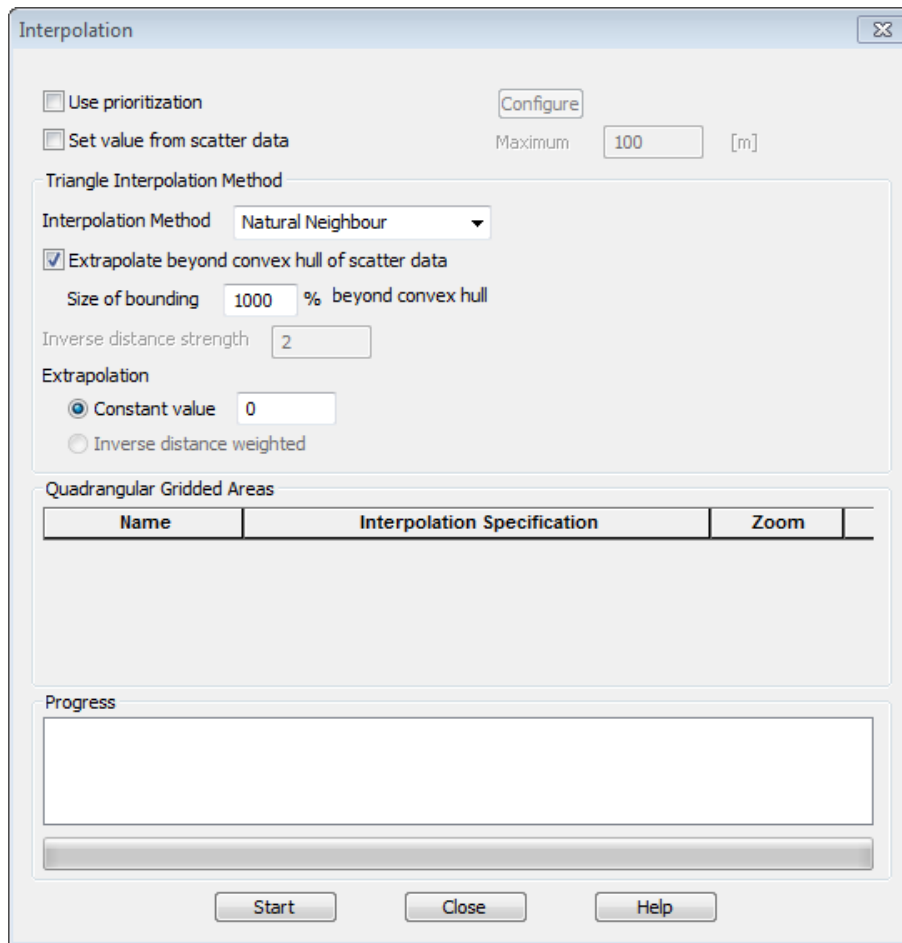 Interpolation
Use prioritization Configure
Set value from scatter data Maximum 100 [m]
Triangle Interpolation Method
Interpolation Method Natural Neighbour
Extrapolate beyond convex hull of scatter data
Size of bounding 1000 % beyond convex hull
Inverse distance strength 2
Extrapolation
Constant value 0
Inverse distance weighted
Quadrangular Gridded Areas
Name Interpolation Specification Zoom
Progress
Start Close Help